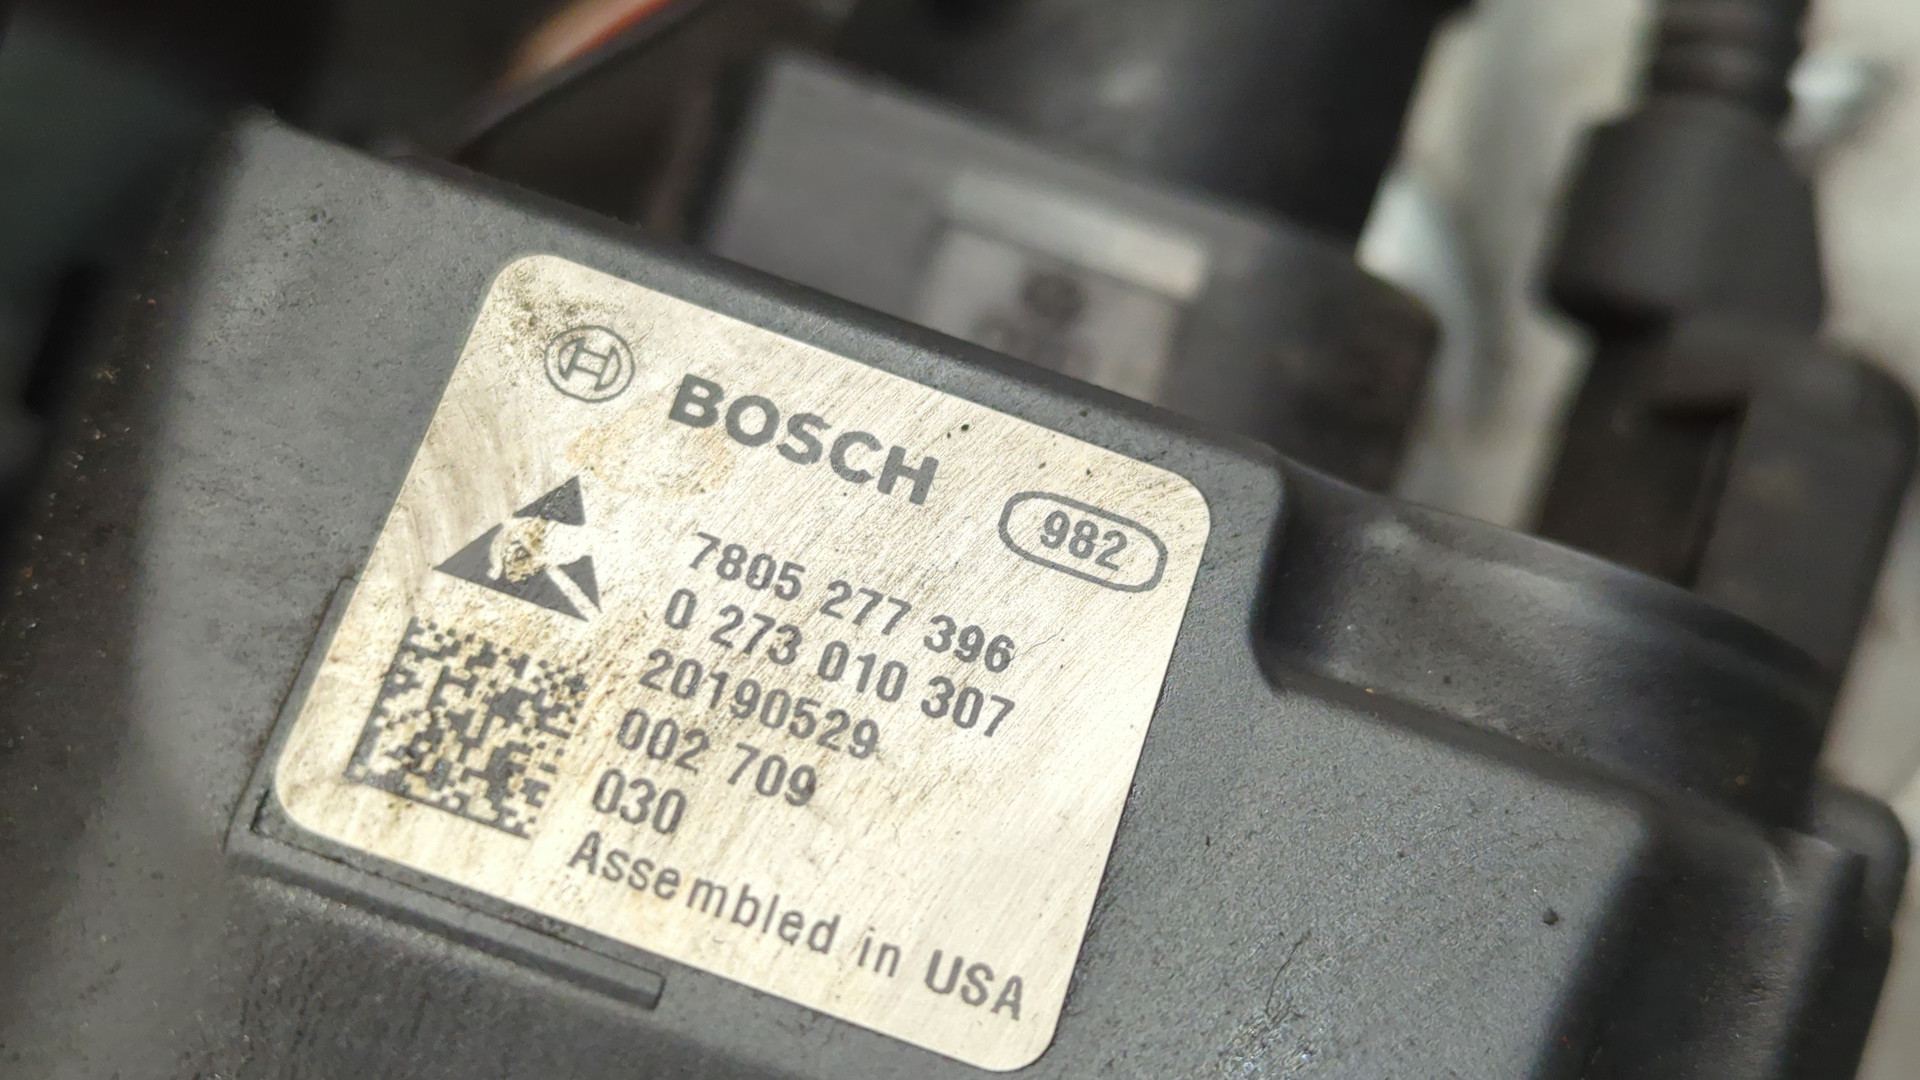 BOSCH
982
7805 277 396
0 273 010 307
20190529
002 709
030
Assembled in USA